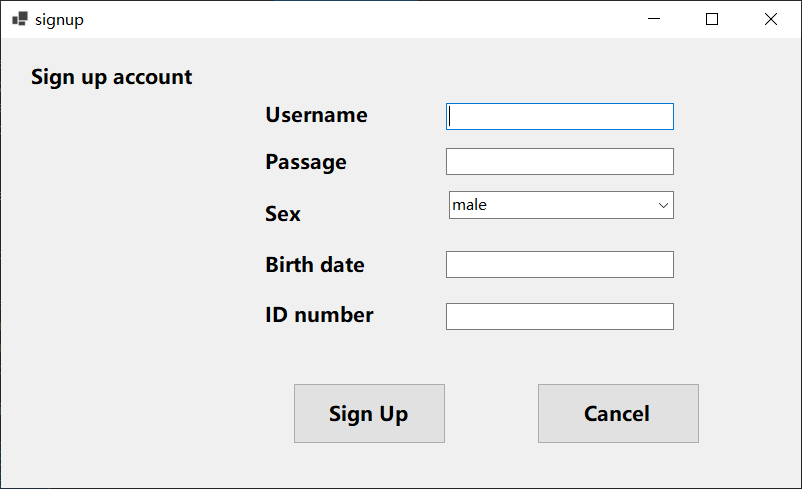 signup
Sign up account
Username
Passage
Sex
male
Birth date
ID number
Sign Up
Cancel